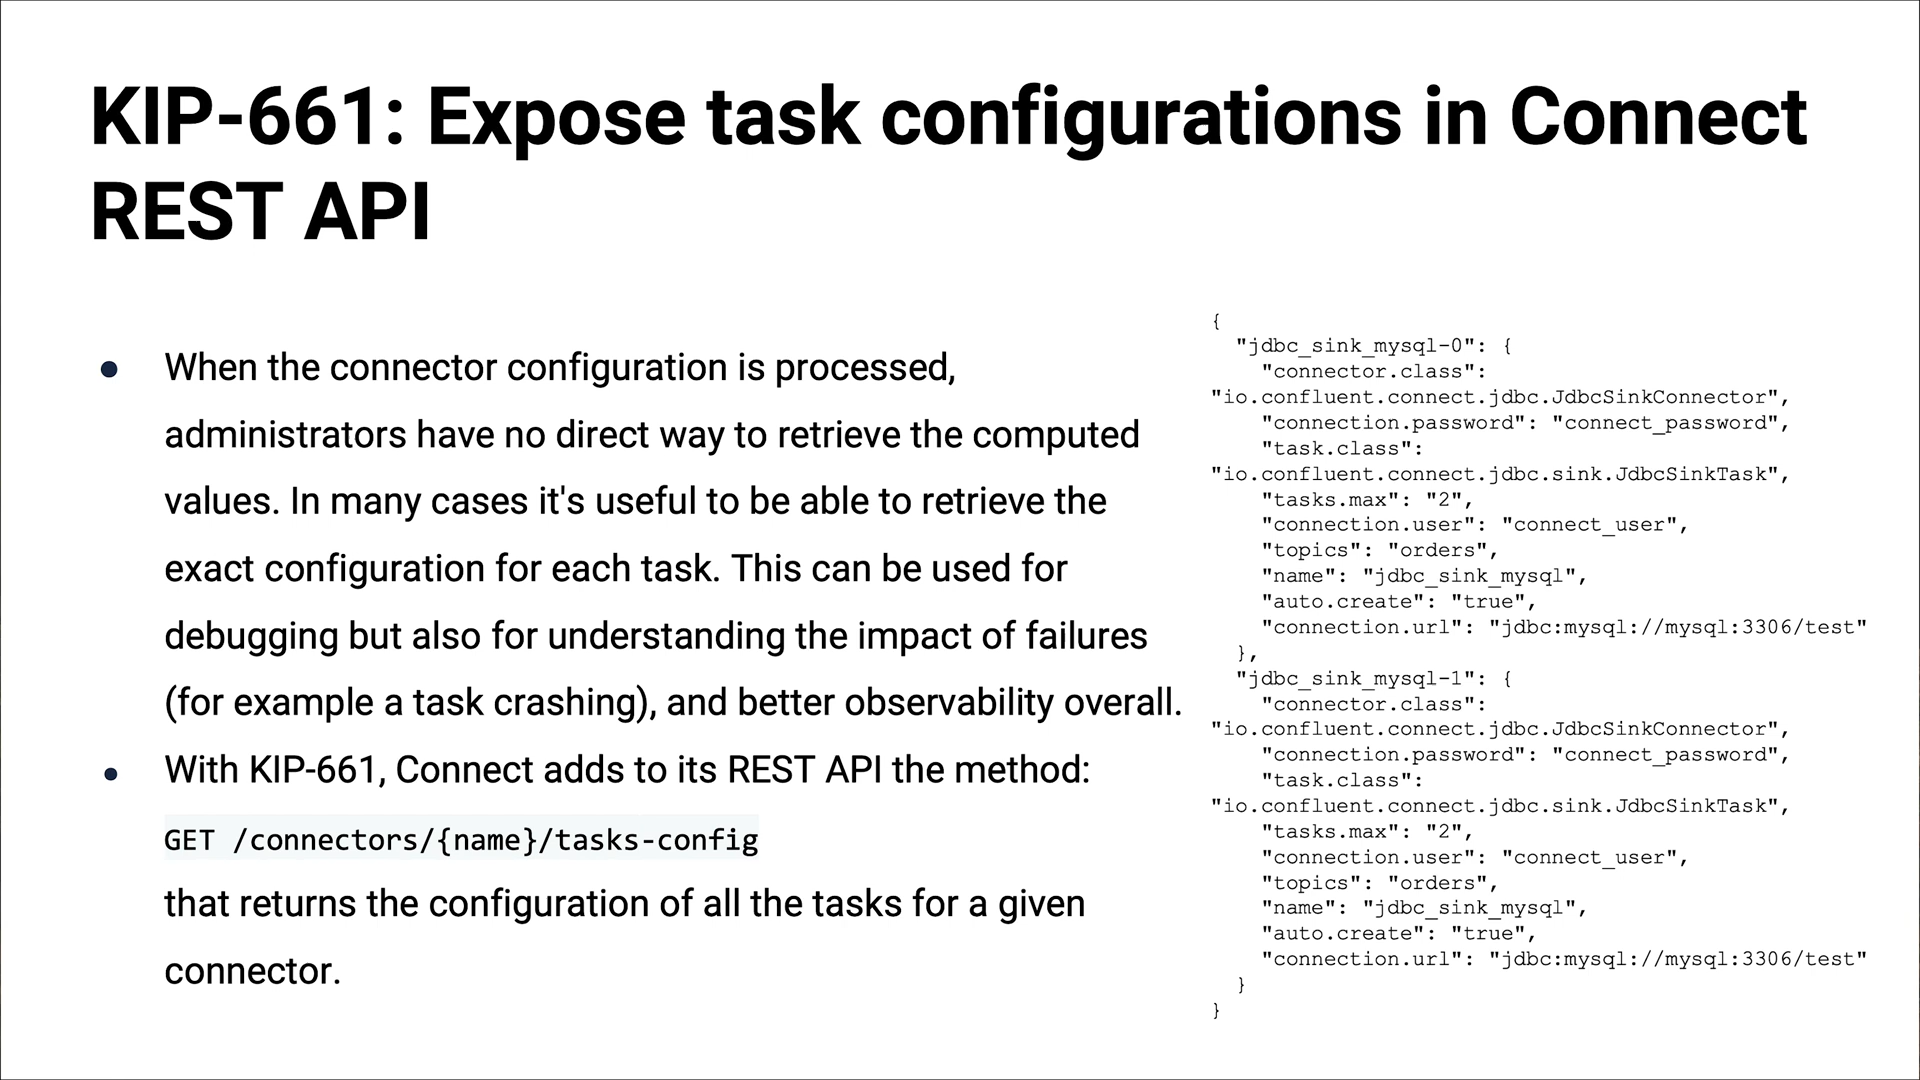 KIP-661: Expose task configurations in Connect
REST API
● When the connector configuration is processed,
administrators have no direct way to retrieve the computed
values. In many cases it's useful to be able to retrieve the
exact configuration for each task. This can be used for
debugging but also for understanding the impact of failures
(for example a task crashing), and better observability overall.
● With KIP-661, Connect adds to its REST API the method:
GET /connectors/{name}/tasks-config
that returns the configuration of all the tasks for a given
connector.
{
  "jdbc_sink_mysql-0": {
    "connector.class":
"io.confluent.connect.jdbc.JdbcSinkConnector",
    "connection.password": "connect_password",
    "task.class":
"io.confluent.connect.jdbc.sink.JdbcSinkTask",
    "tasks.max": "2",
    "connection.user": "connect_user",
    "topics": "orders",
    "name": "jdbc_sink_mysql",
    "auto.create": "true",
    "connection.url": "jdbc:mysql://mysql:3306/test"
  },
  "jdbc_sink_mysql-1": {
    "connector.class":
"io.confluent.connect.jdbc.JdbcSinkConnector",
    "connection.password": "connect_password",
    "task.class":
"io.confluent.connect.jdbc.sink.JdbcSinkTask",
    "tasks.max": "2",
    "connection.user": "connect_user",
    "topics": "orders",
    "name": "jdbc_sink_mysql",
    "auto.create": "true",
    "connection.url": "jdbc:mysql://mysql:3306/test"
  }
}